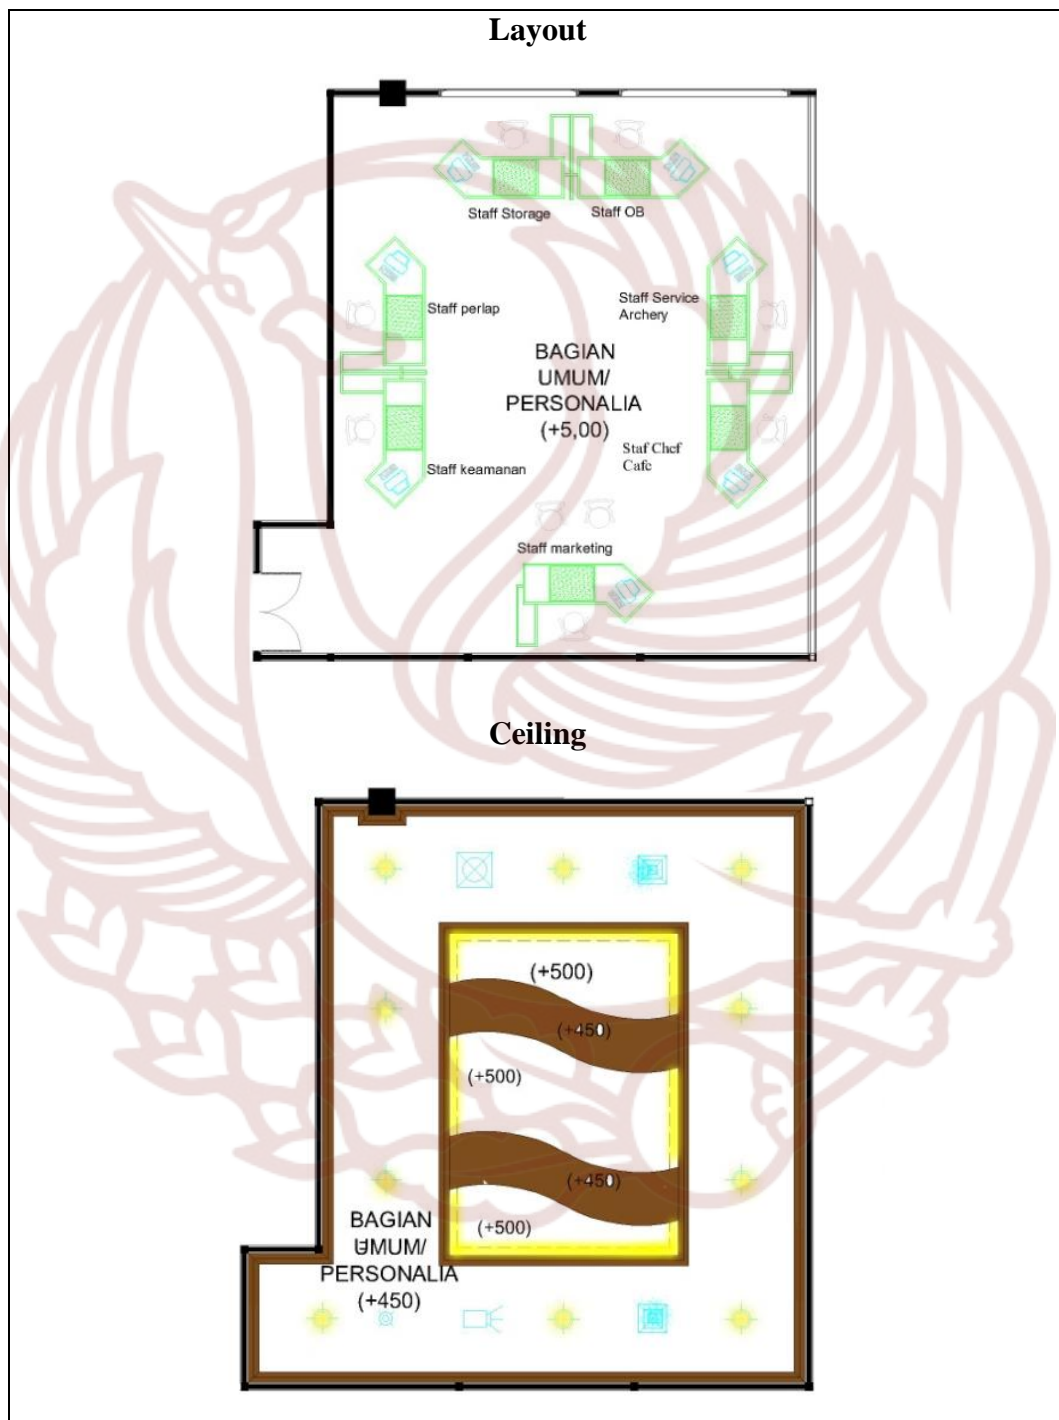 Layout
Staff Storage
Staff OB
Staff perlap
Staff Service
Archery
BAGIAN
UMUM/
PERSONALIA
(+5,00)
Staf Chef
Cafe
Staff keamanan
Staff marketing
Ceiling
(+500)
(+450)
(+500)
(+450)
(+500)
BAGIAN
UMUM/
PERSONALIA
(+450)